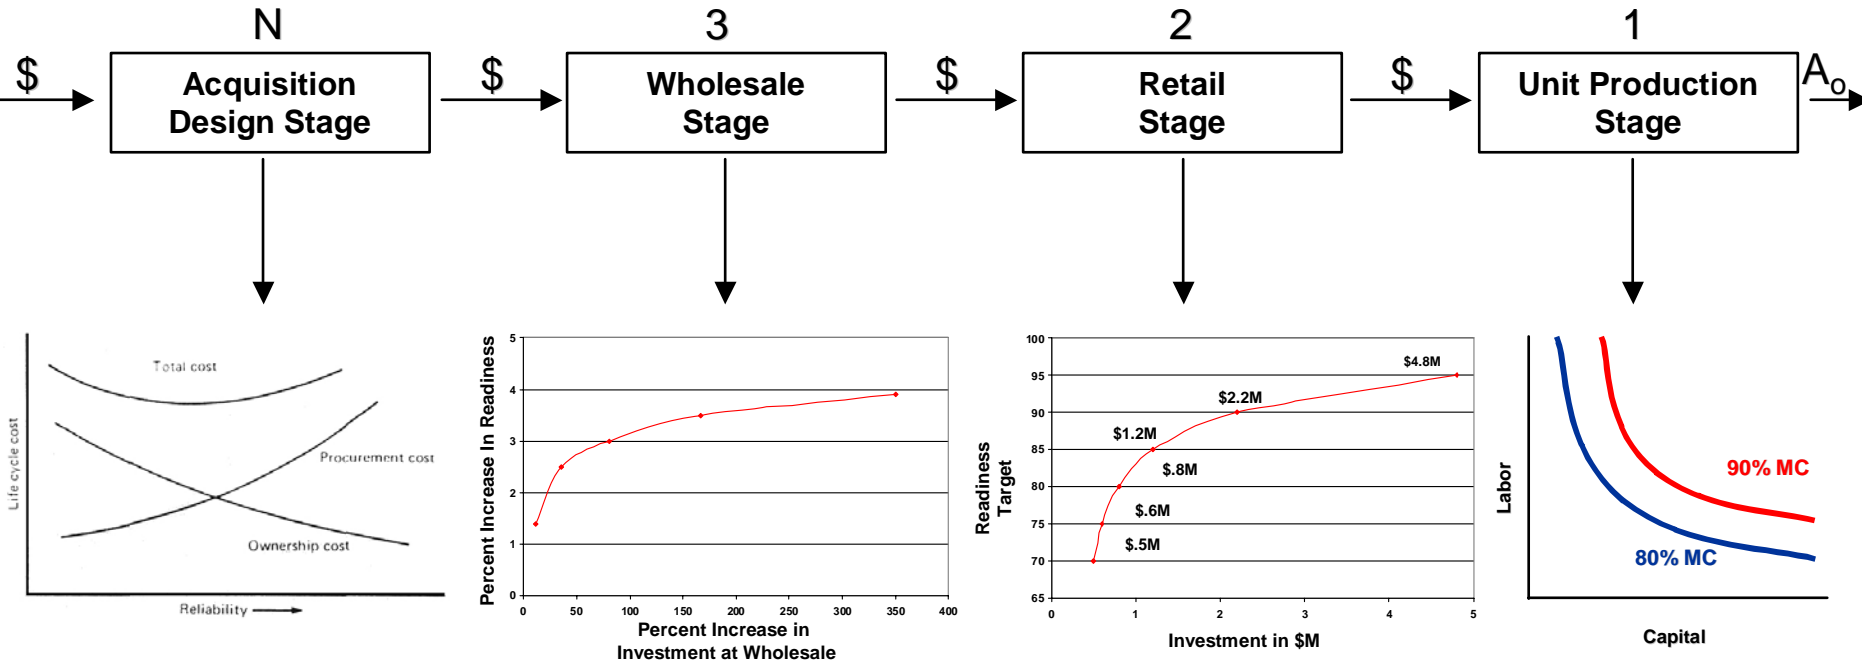 N
3
2
1
$
Acquisition
Design Stage
$
Wholesale
Stage
$
Retail
Stage
$
Unit Production
Stage
Ao
Life cycle cost
Total cost
Procurement cost
Ownership cost
Reliability
Percent Increase In Readiness
5
4
3
2
1
0
0 50 100 150 200 250 300 350 400
Percent Increase in
Investment at Wholesale
Readiness
Target
100
95
90
85
80
75
70
65
$4.8M
$2.2M
$1.2M
$.8M
$.6M
$.5M
0 1 2 3 4 5
Investment in $M
Labor
90% MC
80% MC
Capital